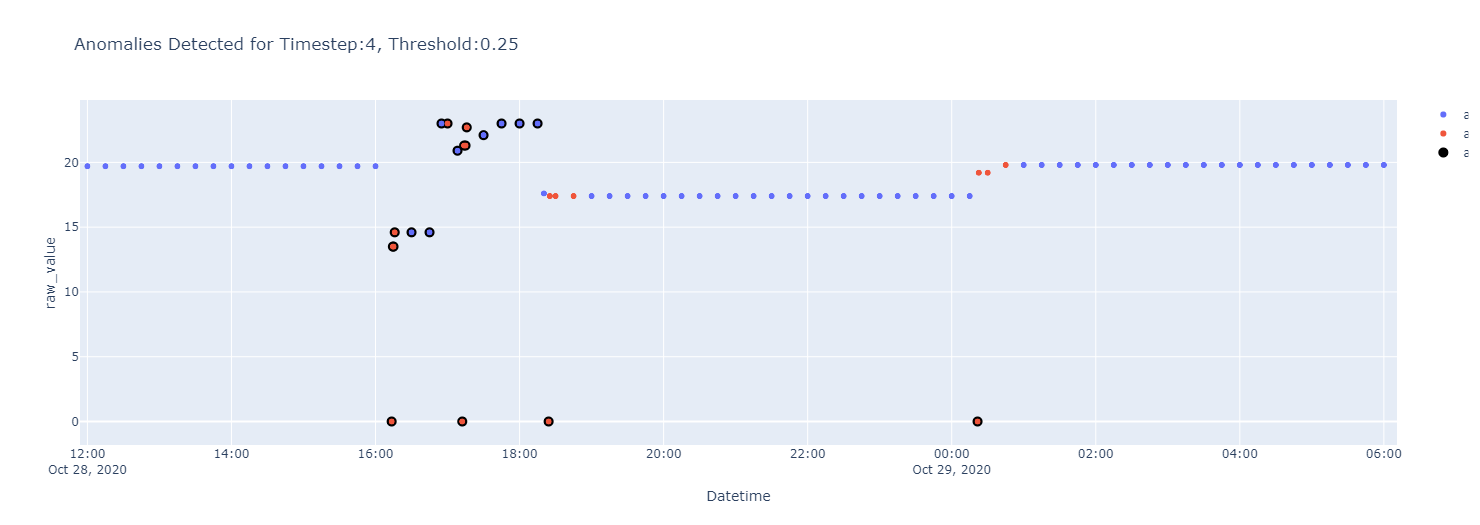 Anomalies Detected for Timestep:4, Threshold:0.25
raw_value
20
15
10
5
0
12:00 14:00 16:00 18:00 20:00 22:00 00:00 02:00 04:00 06:00
Oct 28, 2020 Oct 29, 2020
Datetime